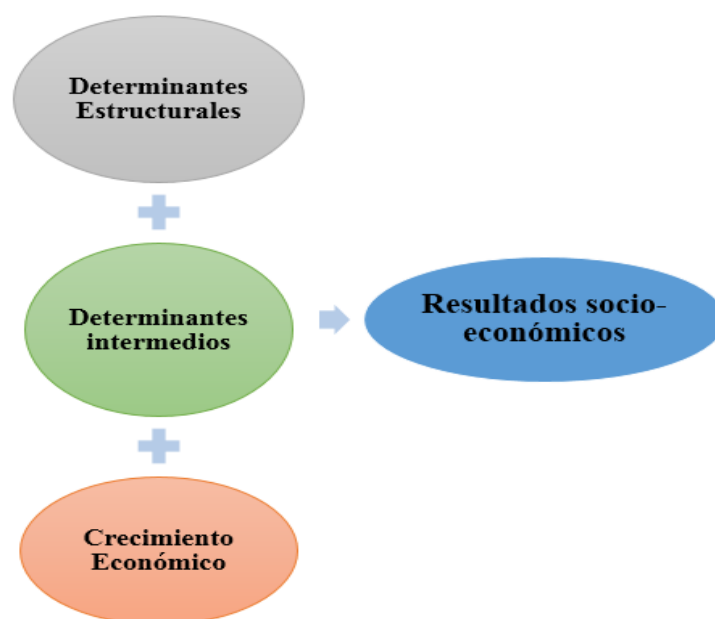 Determinantes
Estructurales
Determinantes
intermedios
Resultados socio-
económicos
Crecimiento
Económico